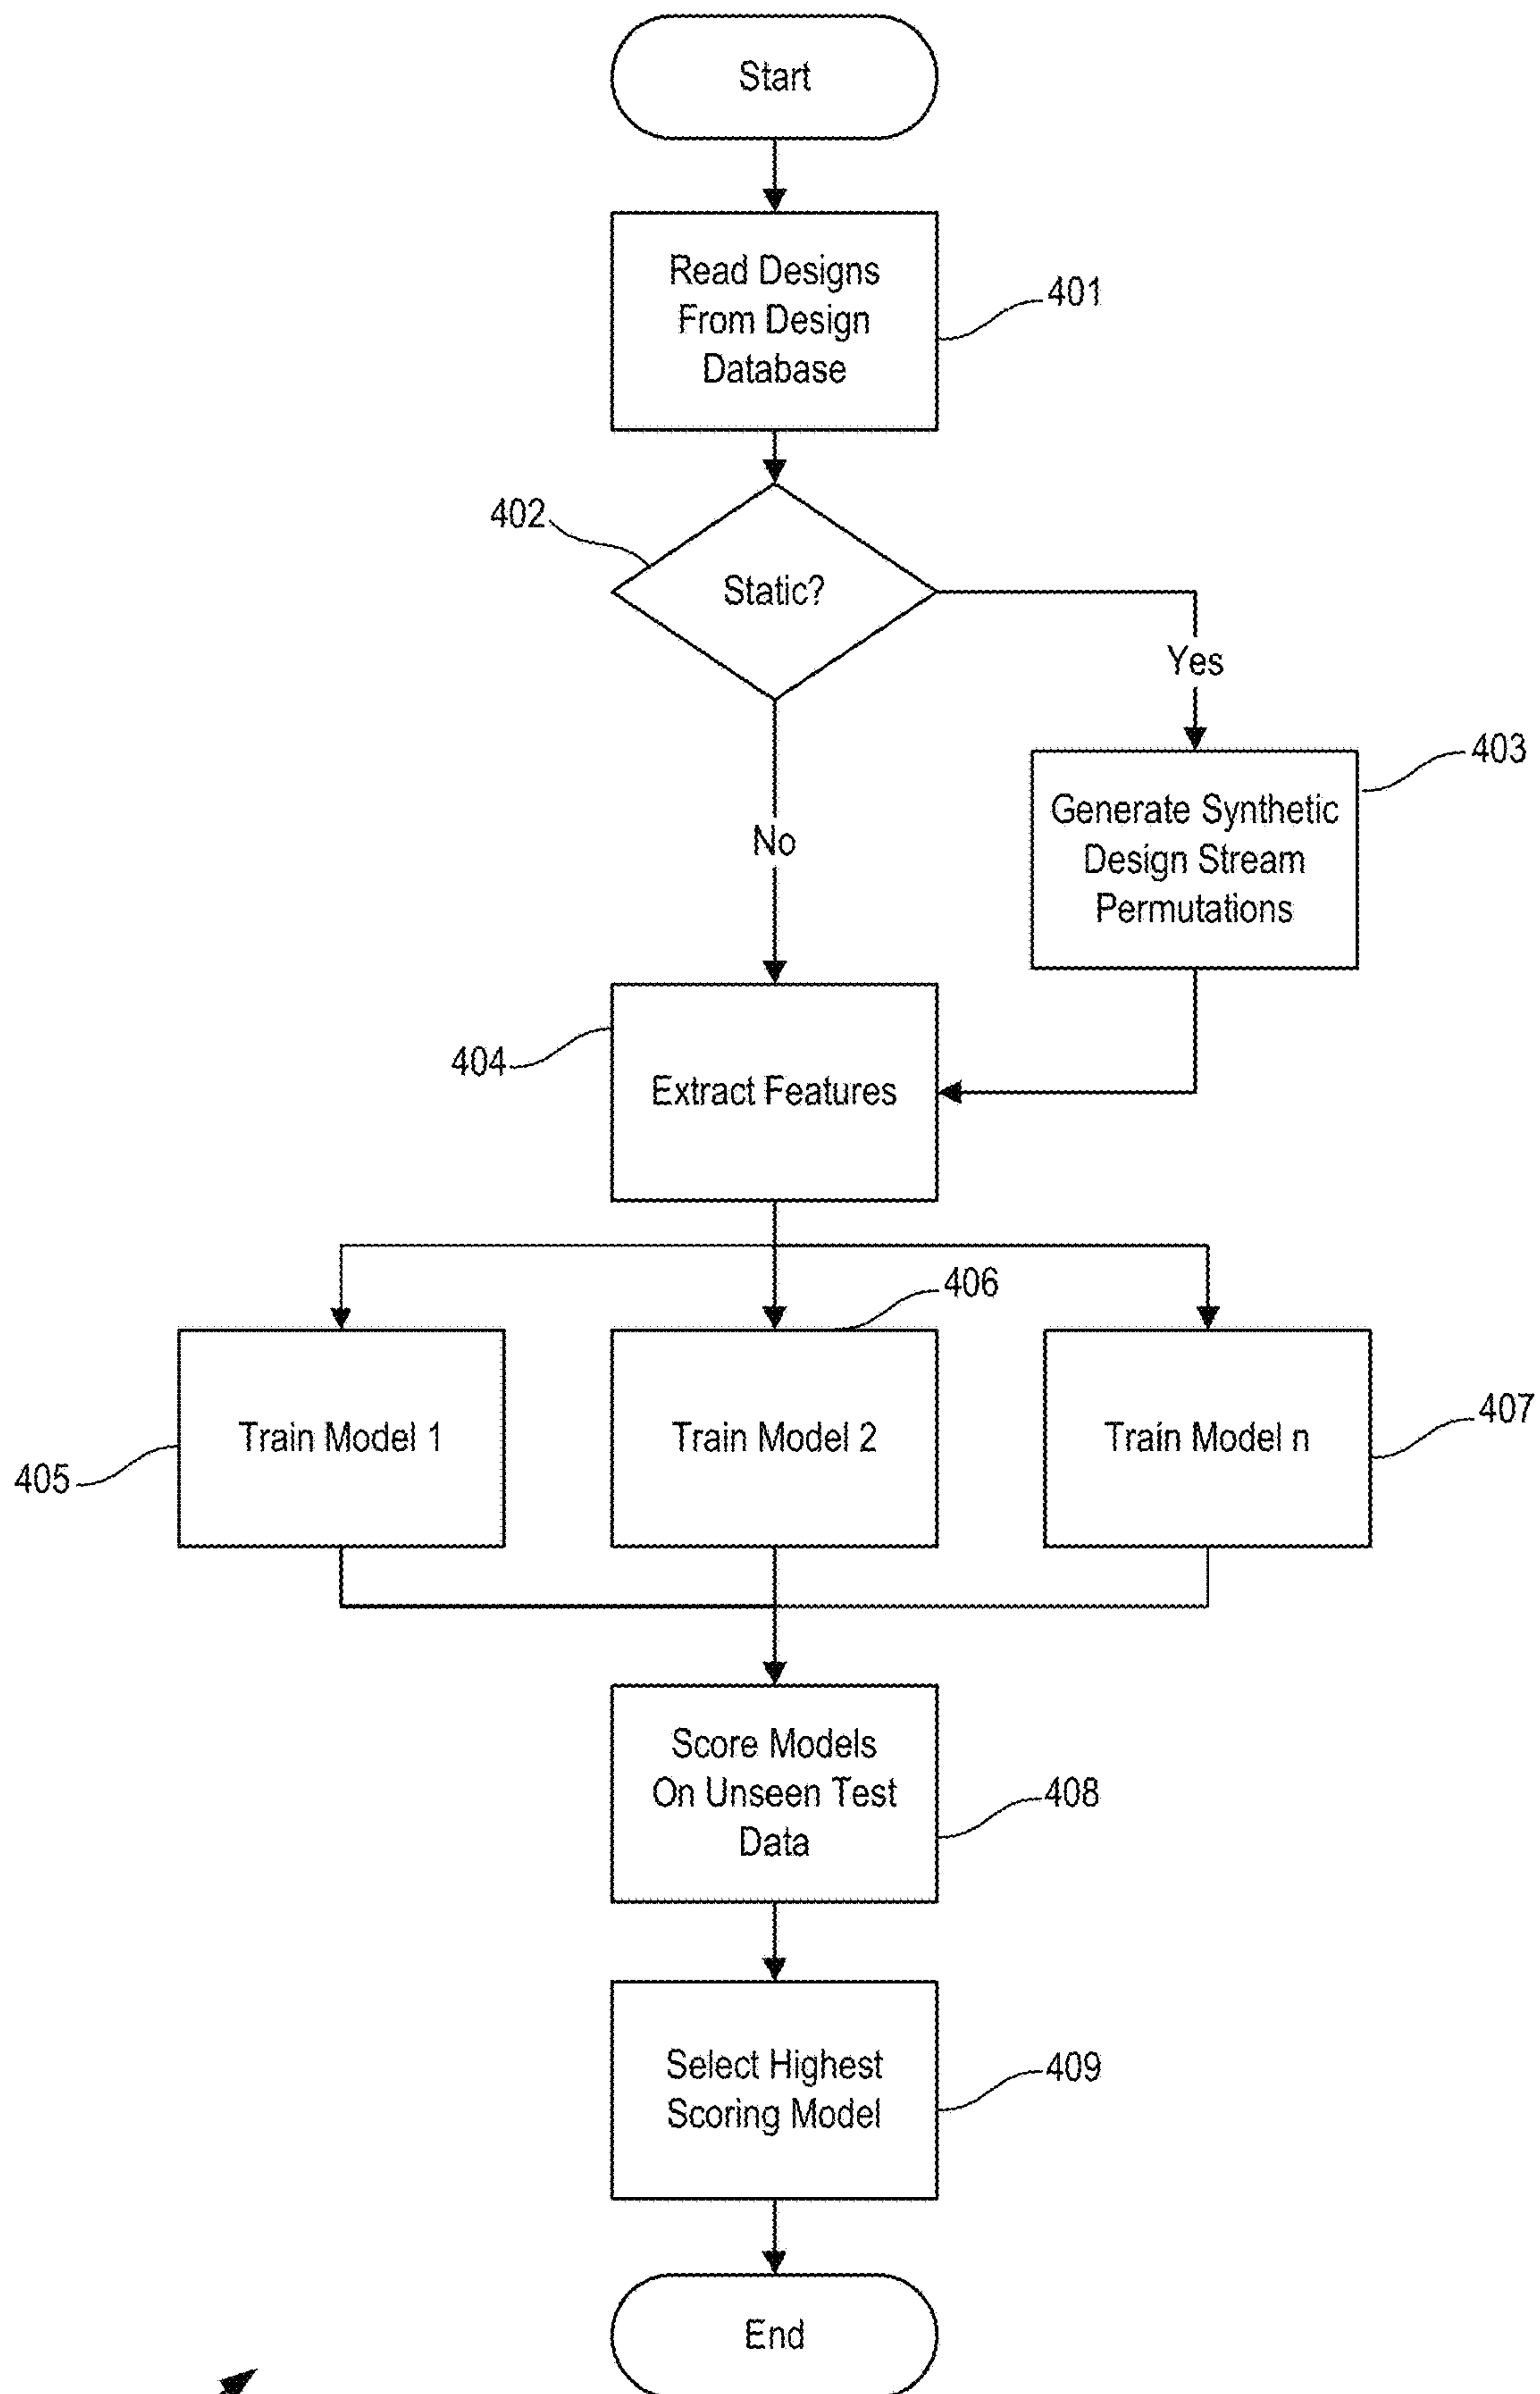 Start
Read Designs
From Design
Database
401
402
Static?
Yes
403
Generate Synthetic
Design Stream
Permutations
No
404
Extract Features
406
Train Model 1
Train Model 2
Train Model n
405
407
Score Models
On Unseen Test
Data
408
Select Highest
Scoring Model
409
End